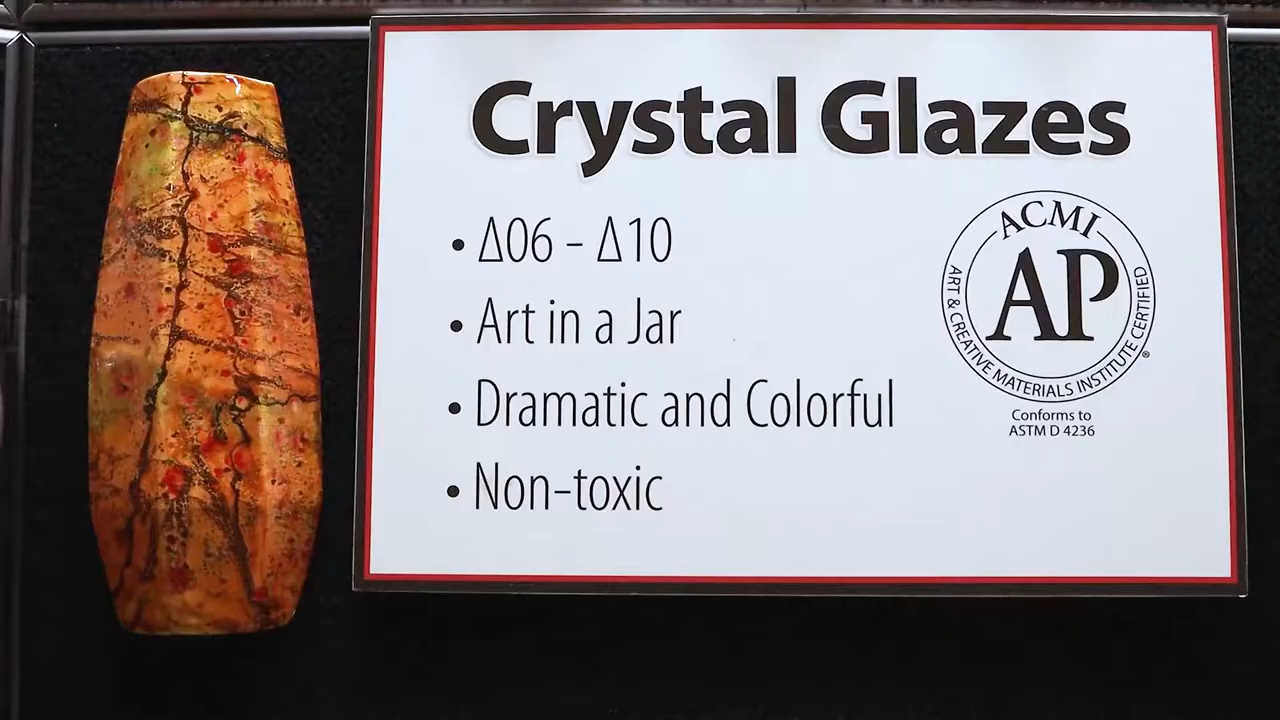 Crystal Glazes
• Δ06 - Δ10
• Art in a Jar
• Dramatic and Colorful
• Non-toxic
ACMI
AP
ART & CREATIVE MATERIALS INSTITUTE CERTIFIED
®
Conforms to
ASTM D 4236